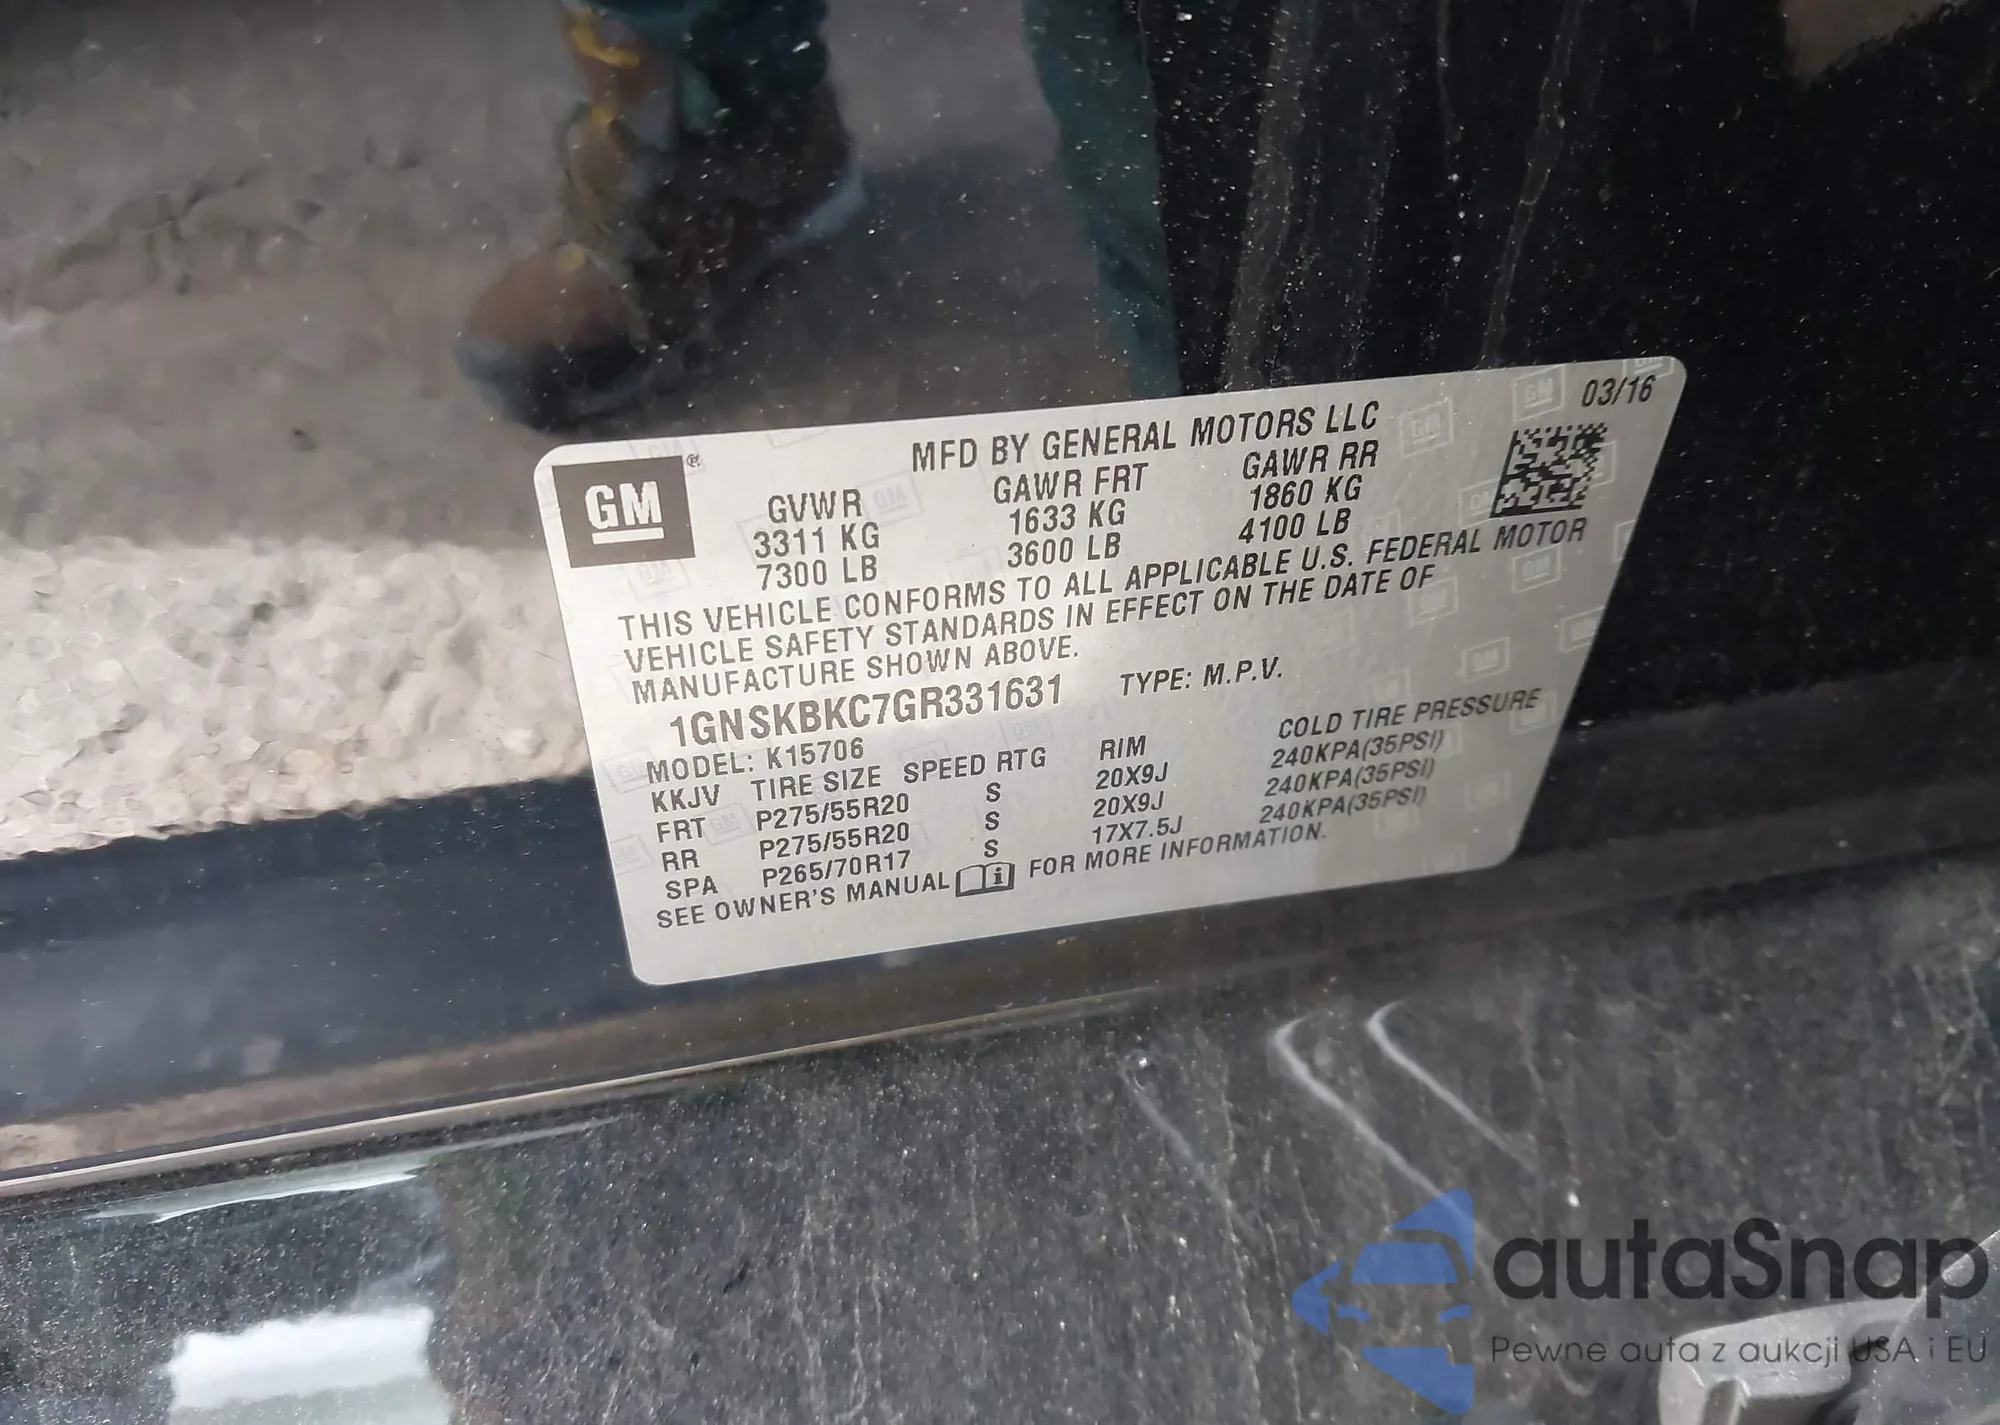 03/16
MFD BY GENERAL MOTORS LLC
GM
GVWR GAWR FRT GAWR RR
3311 KG 1633 KG 1860 KG
7300 LB 3600 LB 4100 LB
THIS VEHICLE CONFORMS TO ALL APPLICABLE U.S. FEDERAL MOTOR
VEHICLE SAFETY STANDARDS IN EFFECT ON THE DATE OF
MANUFACTURE SHOWN ABOVE.
1GNSKBKC7GR331631 TYPE: M.P.V.
MODEL: K15706
KKJV TIRE SIZE SPEED RTG RIM COLD TIRE PRESSURE
FRT P275/55R20 S 20X9J 240KPA(35PSI)
RR P275/55R20 S 20X9J 240KPA(35PSI)
SPA P265/70R17 S 17X7.5J 240KPA(35PSI)
SEE OWNER'S MANUAL FOR MORE INFORMATION.
autaSnap
Pewne auta z aukcji USA i EU